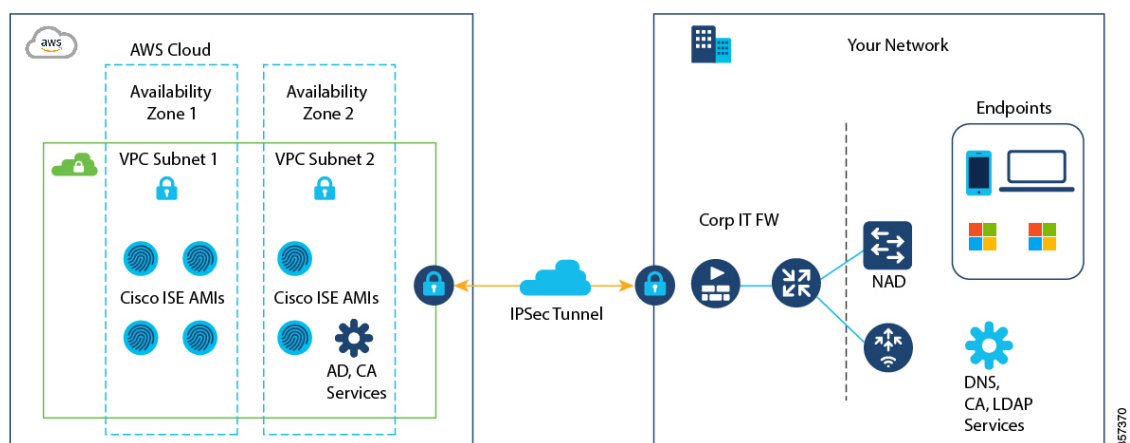 aws
AWS Cloud
Availability
Zone 1
Availability
Zone 2
VPC Subnet 1
VPC Subnet 2
Cisco ISE AMIs
Cisco ISE AMIs
AD, CA
Services
IPSec Tunnel
Your Network
Endpoints
Corp IT FW
NAD
DNS,
CA, LDAP
Services
357370